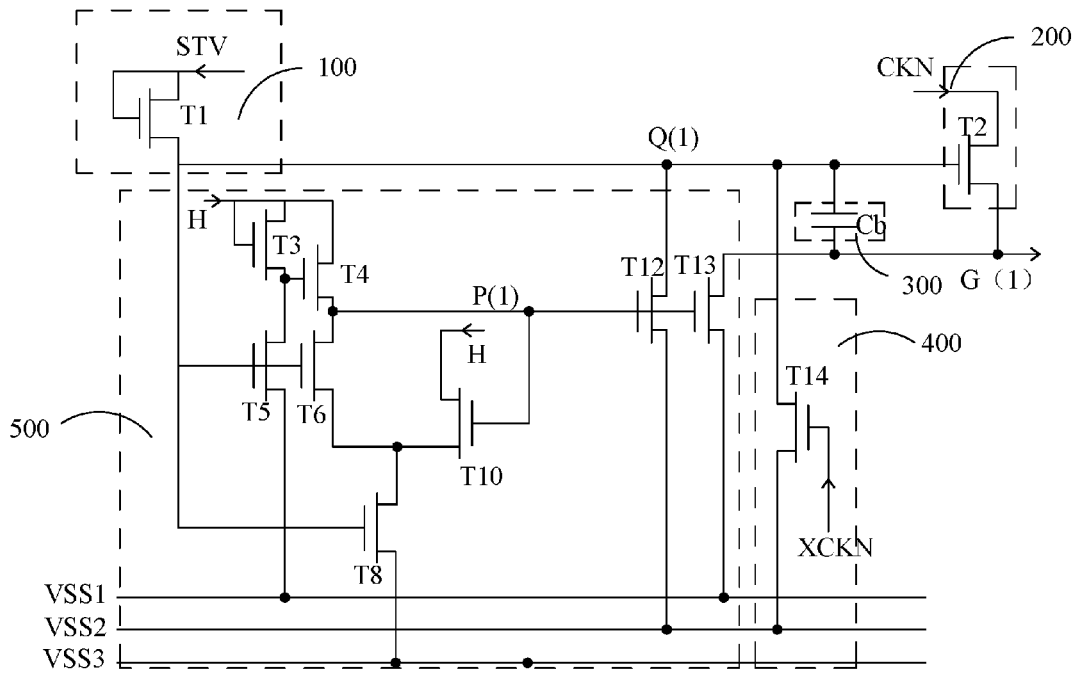 STV
100
T1
CKN
200
T2
Q(1)
H
T3
T4
Cb
300
G（1）
T12
T13
P(1)
H
400
T14
T5
T6
500
T10
XCKN
T8
VSS1
VSS2
VSS3